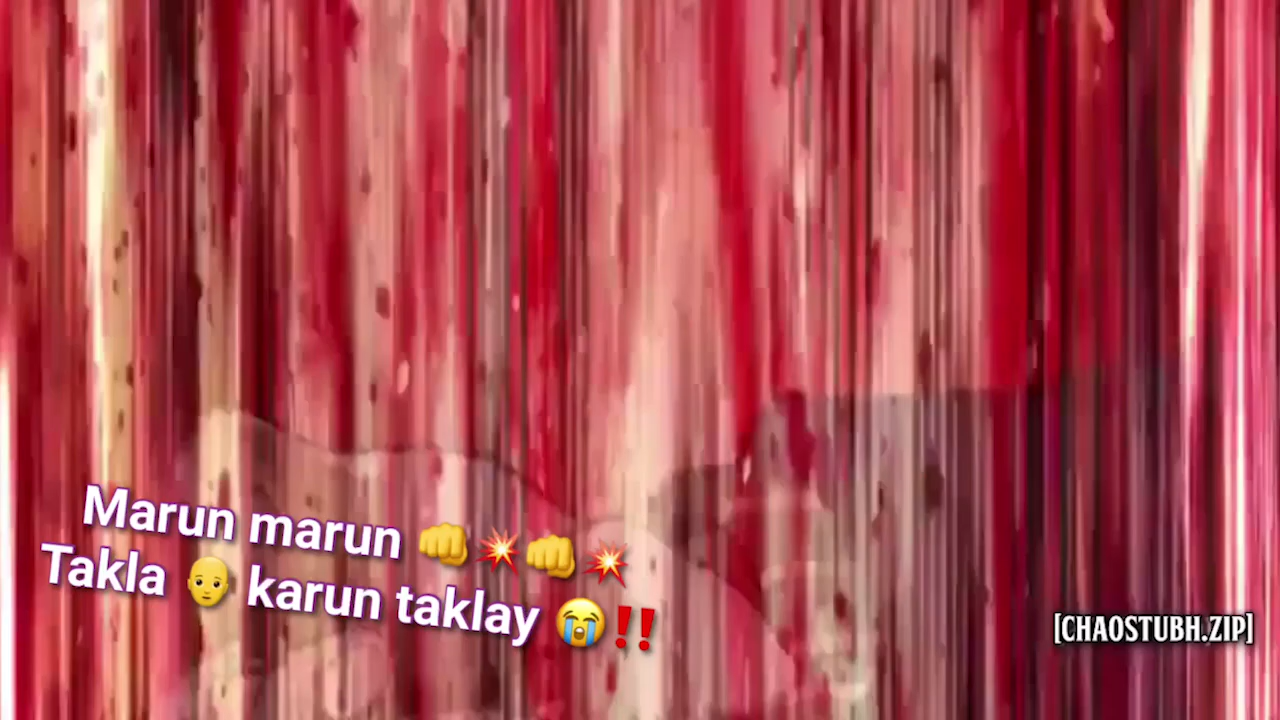 Marun marun 👊💥👊💥
Takla 👨‍🦲 karun taklay 😭‼️
[CHAOSTUBH.ZIP]